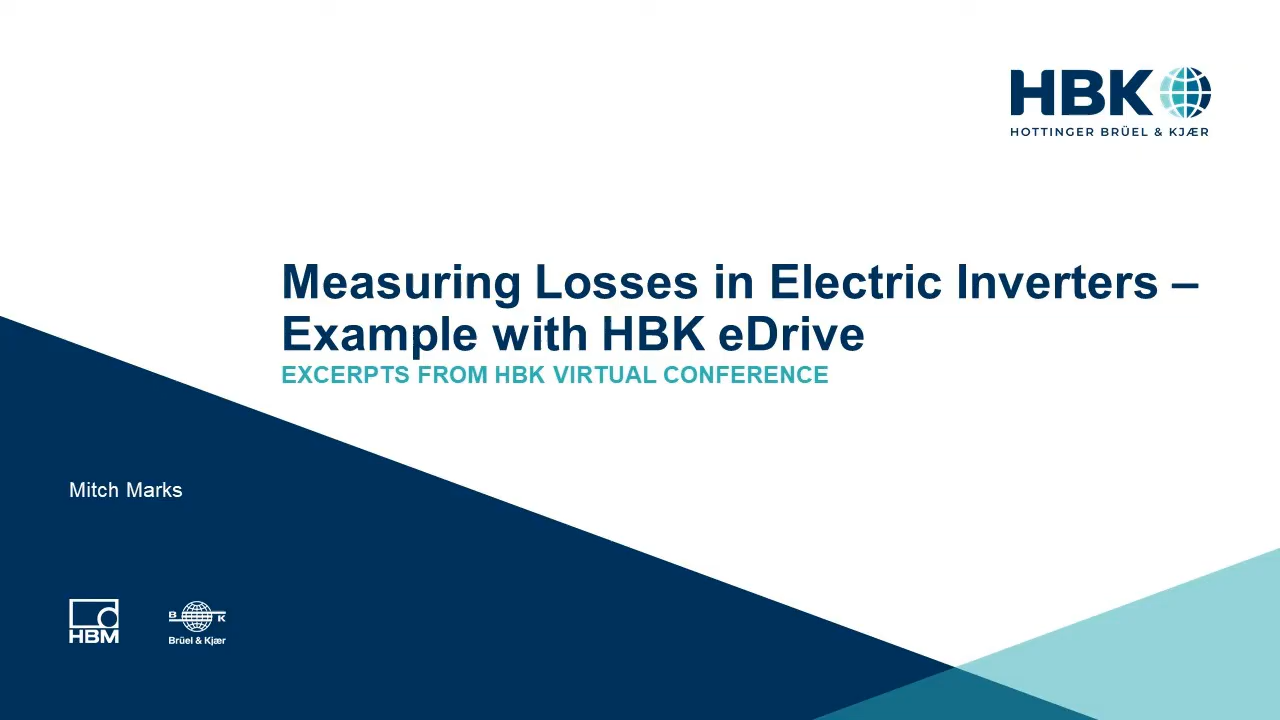 HBK
HOTTINGER BRÜEL & KJÆR
Measuring Losses in Electric Inverters –
Example with HBK eDrive
EXCERPTS FROM HBK VIRTUAL CONFERENCE
Mitch Marks
HBM
B K
Brüel & Kjær